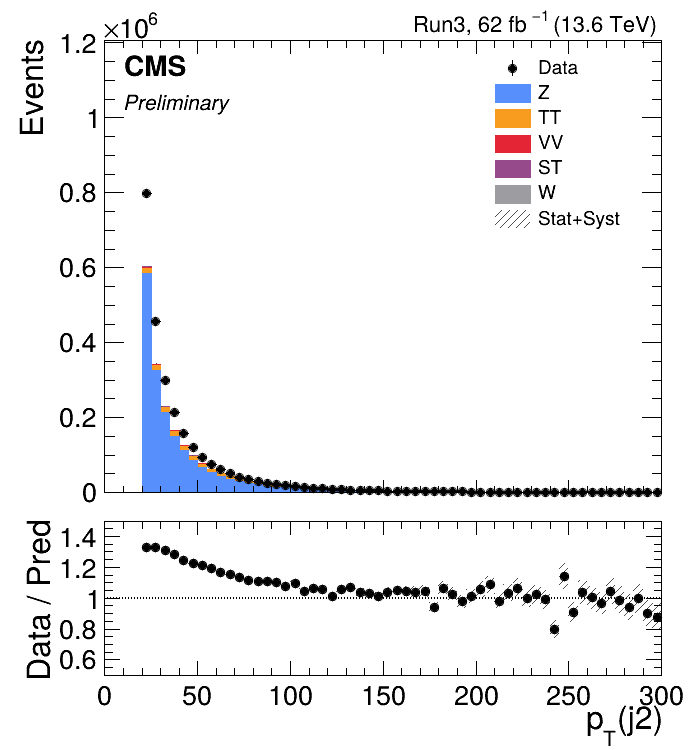 ×10⁶ Run3, 62 fb ⁻¹ (13.6 TeV)
CMS
Preliminary
Data
Z
TT
VV
ST
W
Stat+Syst
Events
1.2
1
0.8
0.6
0.4
0.2
0
Data / Pred
1.4
1.2
1
0.8
0.6
0 50 100 150 200 250 300
p_T(j2)